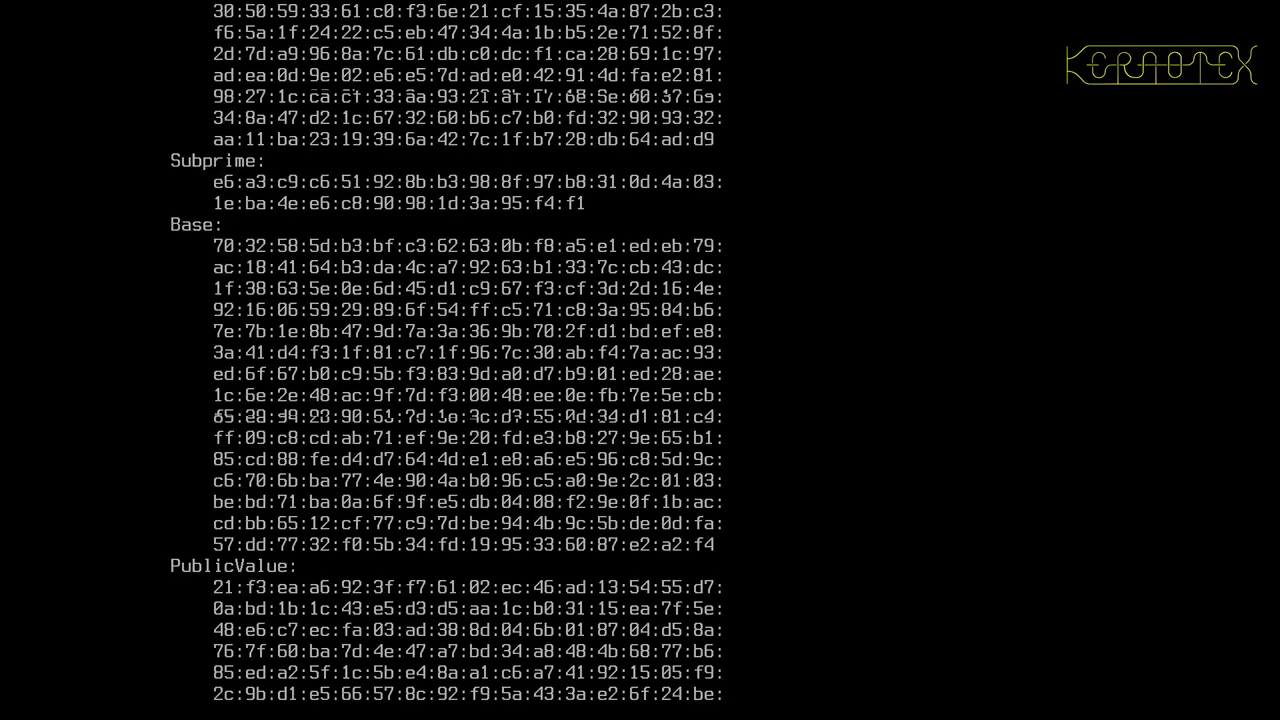 30:50:59:33:61:c0:f3:6e:21:cf:15:35:4a:87:2b:c3:
f6:5a:1f:24:22:c5:eb:47:34:4a:1b:b5:2e:71:52:8f:
2d:7d:a9:96:8a:7c:61:db:c0:dc:f1:ca:28:69:1c:97:
ad:ea:0d:9e:02:e6:e5:7d:ad:e0:42:91:4d:fa:e2:81:
34:8a:47:d2:1c:67:32:60:b6:c7:b0:fd:32:90:93:32:
aa:11:ba:23:19:39:6a:42:7c:1f:b7:28:db:64:ad:d9
Subprime:
e6:a3:c9:c6:51:92:8b:b3:98:8f:97:b8:31:0d:4a:03:
1e:ba:4e:e6:c8:90:98:1d:3a:95:f4:f1
Base:
70:32:58:5d:b3:bf:c3:62:63:0b:f8:a5:e1:ed:eb:79:
ac:18:41:64:b3:da:4c:a7:92:63:b1:33:7c:cb:43:dc:
1f:38:63:5e:0e:6d:45:d1:c9:67:f3:cf:3d:2d:16:4e:
92:16:06:59:29:89:6f:54:ff:c5:71:c8:3a:95:84:b6:
7e:7b:1e:8b:47:9d:7a:3a:36:9b:70:2f:d1:bd:ef:e8:
3a:41:d4:f3:1f:81:c7:1f:96:7c:30:ab:f4:7a:ac:93:
ed:6f:67:b0:c9:5b:f3:83:9d:a0:d7:b9:01:ed:28:ae:
1c:6e:2e:48:ac:9f:7d:f3:00:48:ee:0e:fb:7e:5e:cb:
ff:09:c8:cd:ab:71:ef:9e:20:fd:e3:b8:27:9e:65:b1:
85:cd:88:fe:d4:d7:64:4d:e1:e8:a6:e5:96:c8:5d:9c:
c6:70:6b:ba:77:4e:90:4a:b0:96:c5:a0:9e:2c:01:03:
be:bd:71:ba:0a:6f:9f:e5:db:04:08:f2:9e:0f:1b:ac:
cd:bb:65:12:cf:77:c9:7d:be:94:4b:9c:5b:de:0d:fa:
57:dd:77:32:f0:5b:34:fd:19:95:33:60:87:e2:a2:f4
PublicValue:
21:f3:ea:a6:92:3f:f7:61:02:ec:46:ad:13:54:55:d7:
0a:bd:1b:1c:43:e5:d3:d5:aa:1c:b0:31:15:ea:7f:5e:
48:e6:c7:ec:fa:03:ad:38:8d:04:6b:01:87:04:d5:8a:
76:7f:60:ba:7d:4e:47:a7:bd:34:a8:48:4b:68:77:b6:
85:ed:a2:5f:1c:5b:e4:8a:a1:c6:a7:41:92:15:05:f9:
2c:9b:d1:e5:66:57:8c:92:f9:5a:43:3a:e2:6f:24:be: